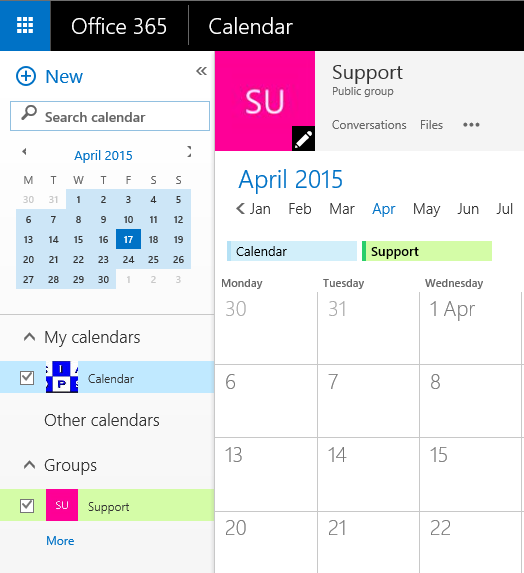 Office 365
Calendar
New
«
Search calendar
April 2015
M T W T F S S
30 31 1 2 3 4 5
6 7 8 9 10 11 12
13 14 15 16 17 18 19
20 21 22 23 24 25 26
27 28 29 30 1 2 3
My calendars
Calendar
Other calendars
Groups
SU Support
More
SU
Support
Public group
Conversations Files •••
April 2015
Jan Feb Mar Apr May Jun Jul
Calendar Support
Monday Tuesday Wednesday
30 31 1 Apr
6 7 8
13 14 15
20 21 22